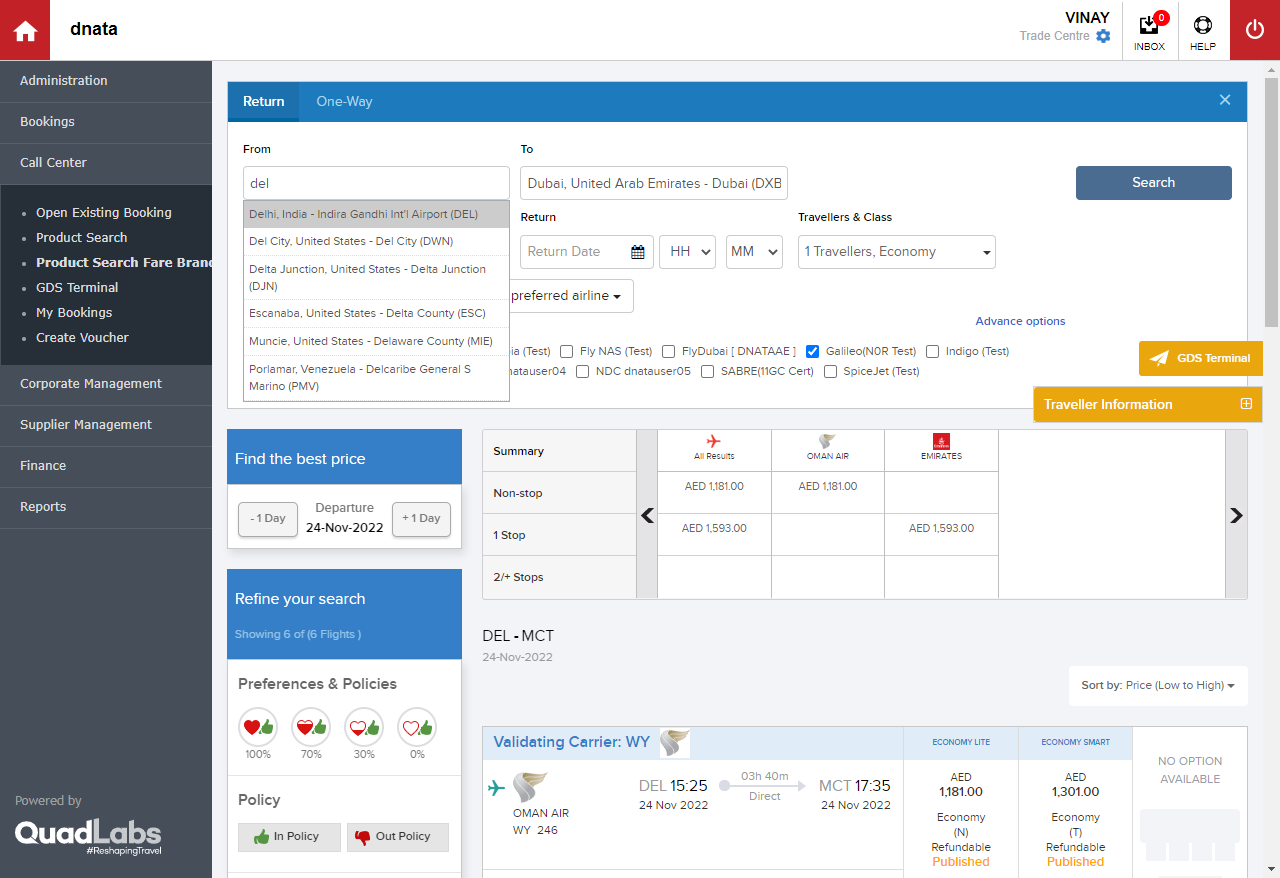 dnata
VINAY
Trade Centre
0
INBOX
HELP
Administration
Bookings
Call Center
Open Existing Booking
Product Search
Product Search Fare Bran
GDS Terminal
My Bookings
Create Voucher
Corporate Management
Supplier Management
Finance
Reports
Powered by
QuadLabs
#ReshapingTravel
Return
One-Way
From
To
del
Dubai, United Arab Emirates - Dubai (DXB
Search
Delhi, India - Indira Gandhi Int'l Airport (DEL)
Del City, United States - Del City (DWN)
Delta Junction, United States - Delta Junction
(DJN)
Escanaba, United States - Delta County (ESC)
Muncie, United States - Delaware County (MIE)
Porlamar, Venezuela - Delcaribe General S
Marino (PMV)
Return
Travellers & Class
Return Date
HH
MM
1 Travellers, Economy
preferred airline
Advance options
ia (Test)
Fly NAS (Test)
FlyDubai [ DNATAAE ]
Galileo(N0R Test)
Indigo (Test)
natauser04
NDC dnatauser05
SABRE(11GC Cert)
SpiceJet (Test)
GDS Terminal
Traveller Information
Find the best price
- 1 Day
Departure
24-Nov-2022
+ 1 Day
Refine your search
Showing 6 of (6 Flights )
Preferences & Policies
100%
70%
30%
0%
Policy
In Policy
Out Policy
Summary
All Results
OMAN AIR
EMIRATES
Non-stop
AED 1,181.00
AED 1,181.00
1 Stop
AED 1,593.00
AED 1,593.00
2/+ Stops
DEL - MCT
24-Nov-2022
Sort by: Price (Low to High)
Validating Carrier: WY
ECONOMY LITE
ECONOMY SMART
OMAN AIR
WY 246
DEL 15:25
24 Nov 2022
03h 40m
Direct
MCT 17:35
24 Nov 2022
AED
1,181.00
Economy
(N)
Refundable
Published
AED
1,301.00
Economy
(T)
Refundable
Published
NO OPTION
AVAILABLE